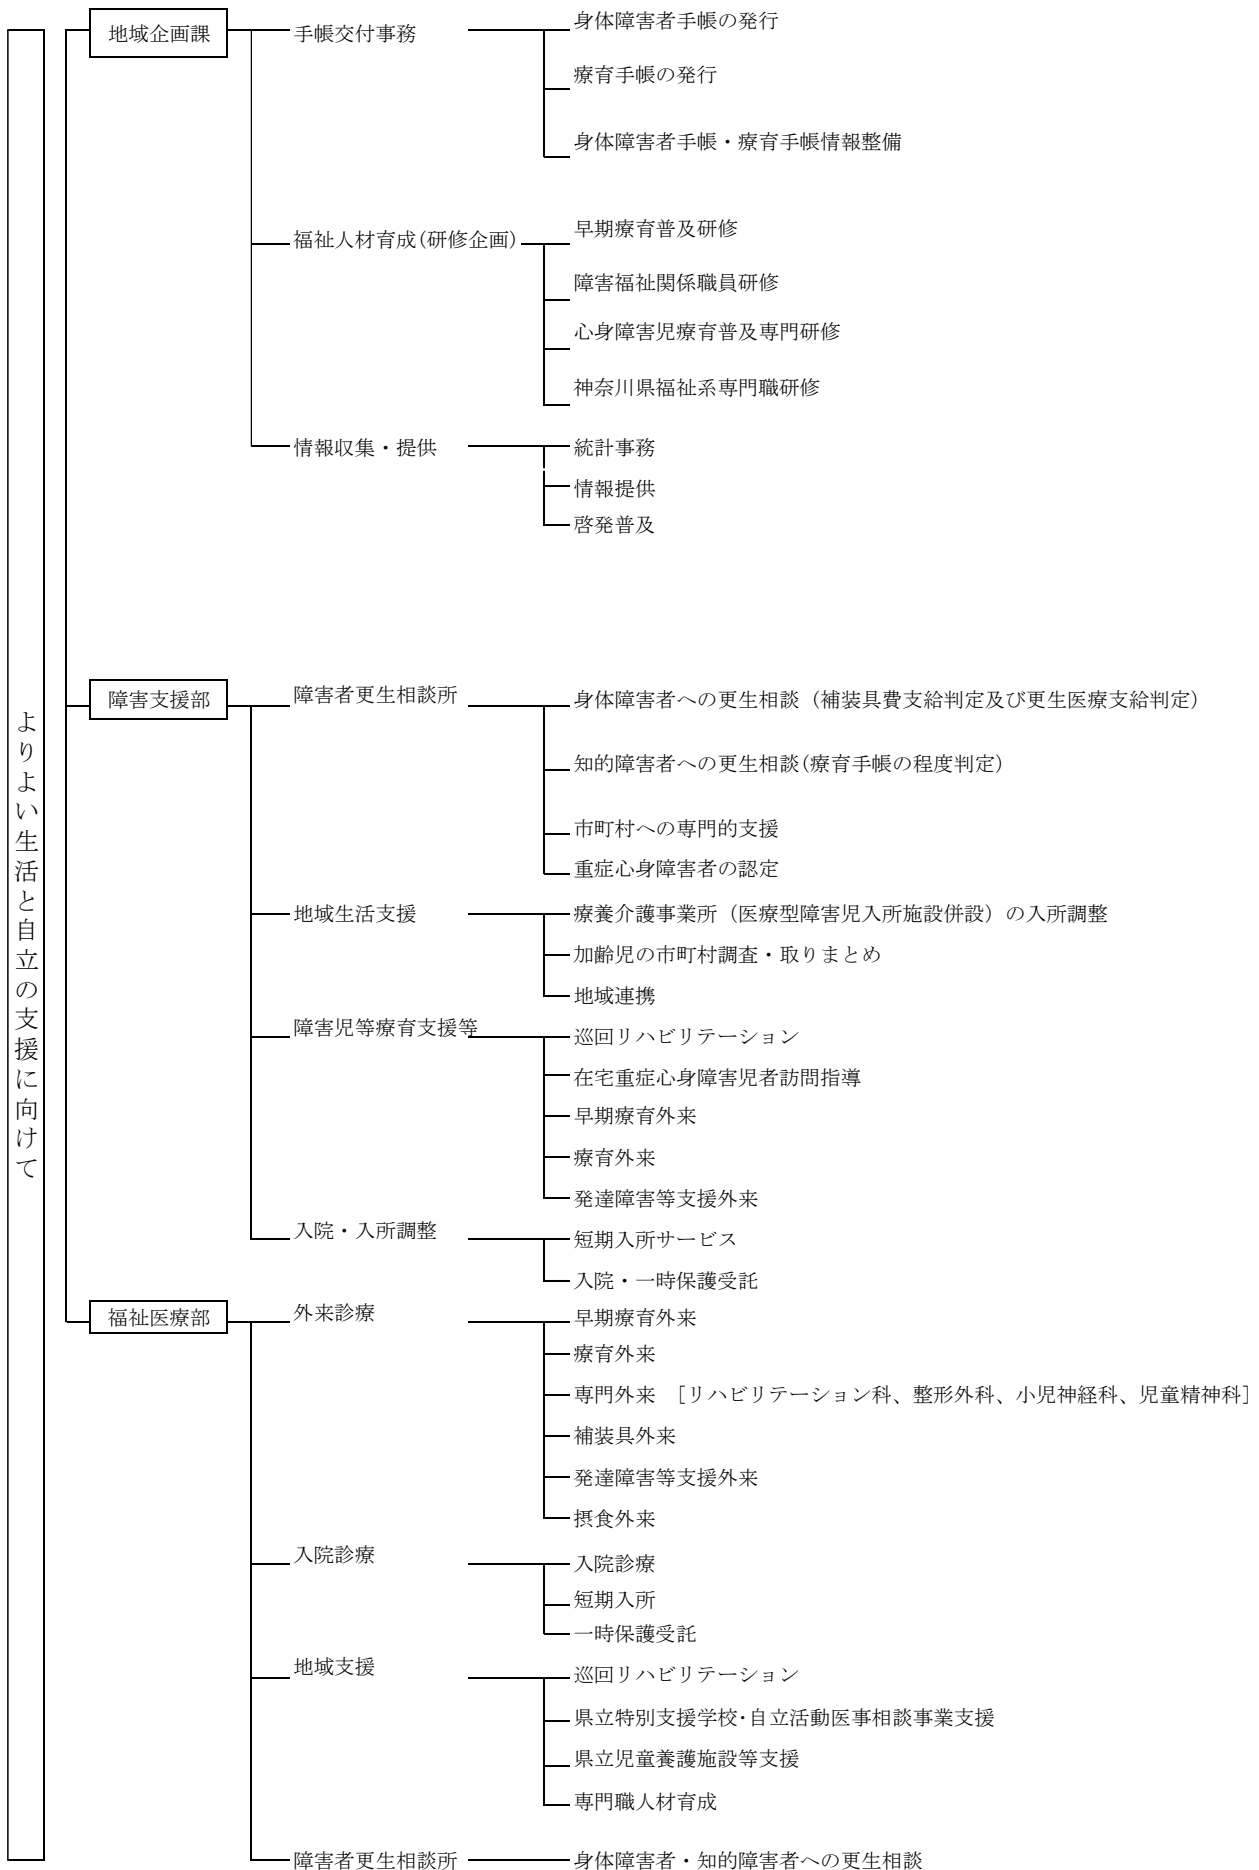 よりよい生活と自立の支援に向けて
地域企画課
手帳交付事務
身体障害者手帳の発行
療育手帳の発行
身体障害者手帳・療育手帳情報整備
福祉人材育成(研修企画)
早期療育普及研修
障害福祉関係職員研修
心身障害児療育普及専門研修
神奈川県福祉系専門職研修
情報収集・提供
統計事務
情報提供
啓発普及
障害支援部
障害者更生相談所
身体障害者への更生相談（補装具費支給判定及び更生医療支給判定）
知的障害者への更生相談(療育手帳の程度判定)
市町村への専門的支援
重症心身障害者の認定
地域生活支援
療養介護事業所（医療型障害児入所施設併設）の入所調整
加齢児の市町村調査・取りまとめ
地域連携
障害児等療育支援等
巡回リハビリテーション
在宅重症心身障害児者訪問指導
早期療育外来
療育外来
発達障害等支援外来
入院・入所調整
短期入所サービス
入院・一時保護受託
福祉医療部
外来診療
早期療育外来
療育外来
専門外来　［リハビリテーション科、整形外科、小児神経科、児童精神科］
補装具外来
発達障害等支援外来
摂食外来
入院診療
入院診療
短期入所
一時保護受託
地域支援
巡回リハビリテーション
県立特別支援学校･自立活動医事相談事業支援
県立児童養護施設等支援
専門職人材育成
障害者更生相談所
身体障害者・知的障害者への更生相談